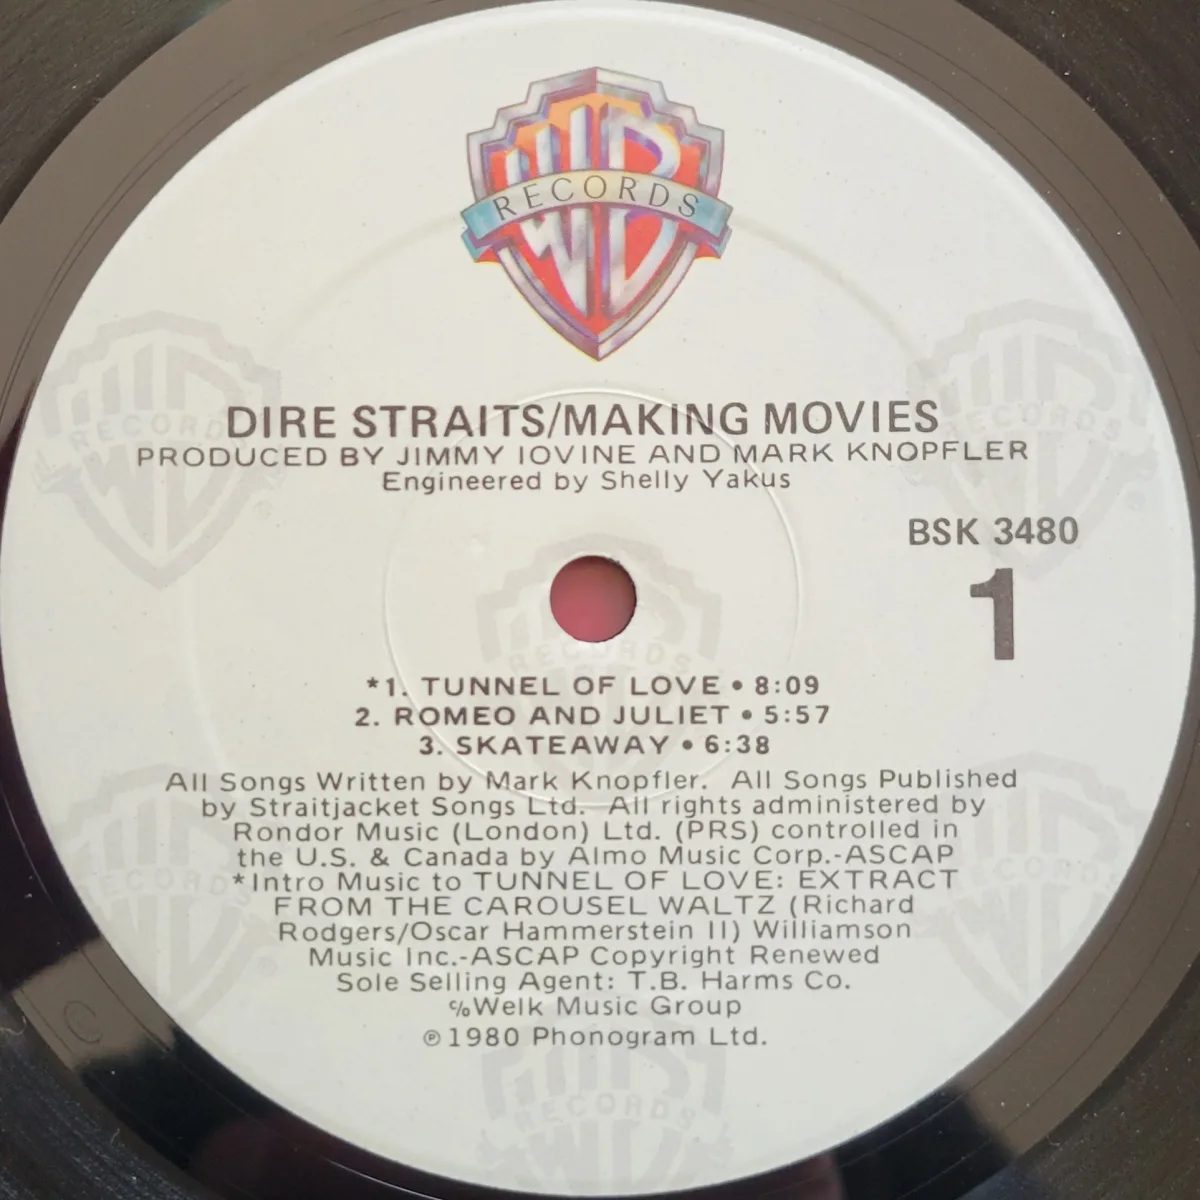 WB
RECORDS
DIRE STRAITS/MAKING MOVIES
PRODUCED BY JIMMY IOVINE AND MARK KNOPFLER
Engineered by Shelly Yakus
BSK 3480
1
*1. TUNNEL OF LOVE • 8:09
2. ROMEO AND JULIET • 5:57
3. SKATEAWAY • 6:38
All Songs Written by Mark Knopfler. All Songs Published
by Straitjacket Songs Ltd. All rights administered by
Rondor Music (London) Ltd. (PRS) controlled in
the U.S. & Canada by Almo Music Corp.-ASCAP
*Intro Music to TUNNEL OF LOVE: EXTRACT
FROM THE CAROUSEL WALTZ (Richard
Rodgers/Oscar Hammerstein II) Williamson
Music Inc.-ASCAP Copyright Renewed
Sole Selling Agent: T.B. Harms Co.
℅Welk Music Group
℗1980 Phonogram Ltd.